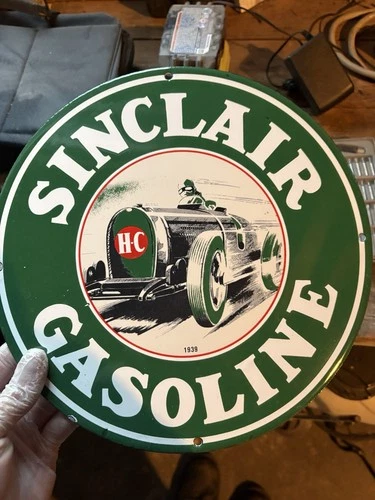 SINCLAIR
H-C
1939
GASOLINE